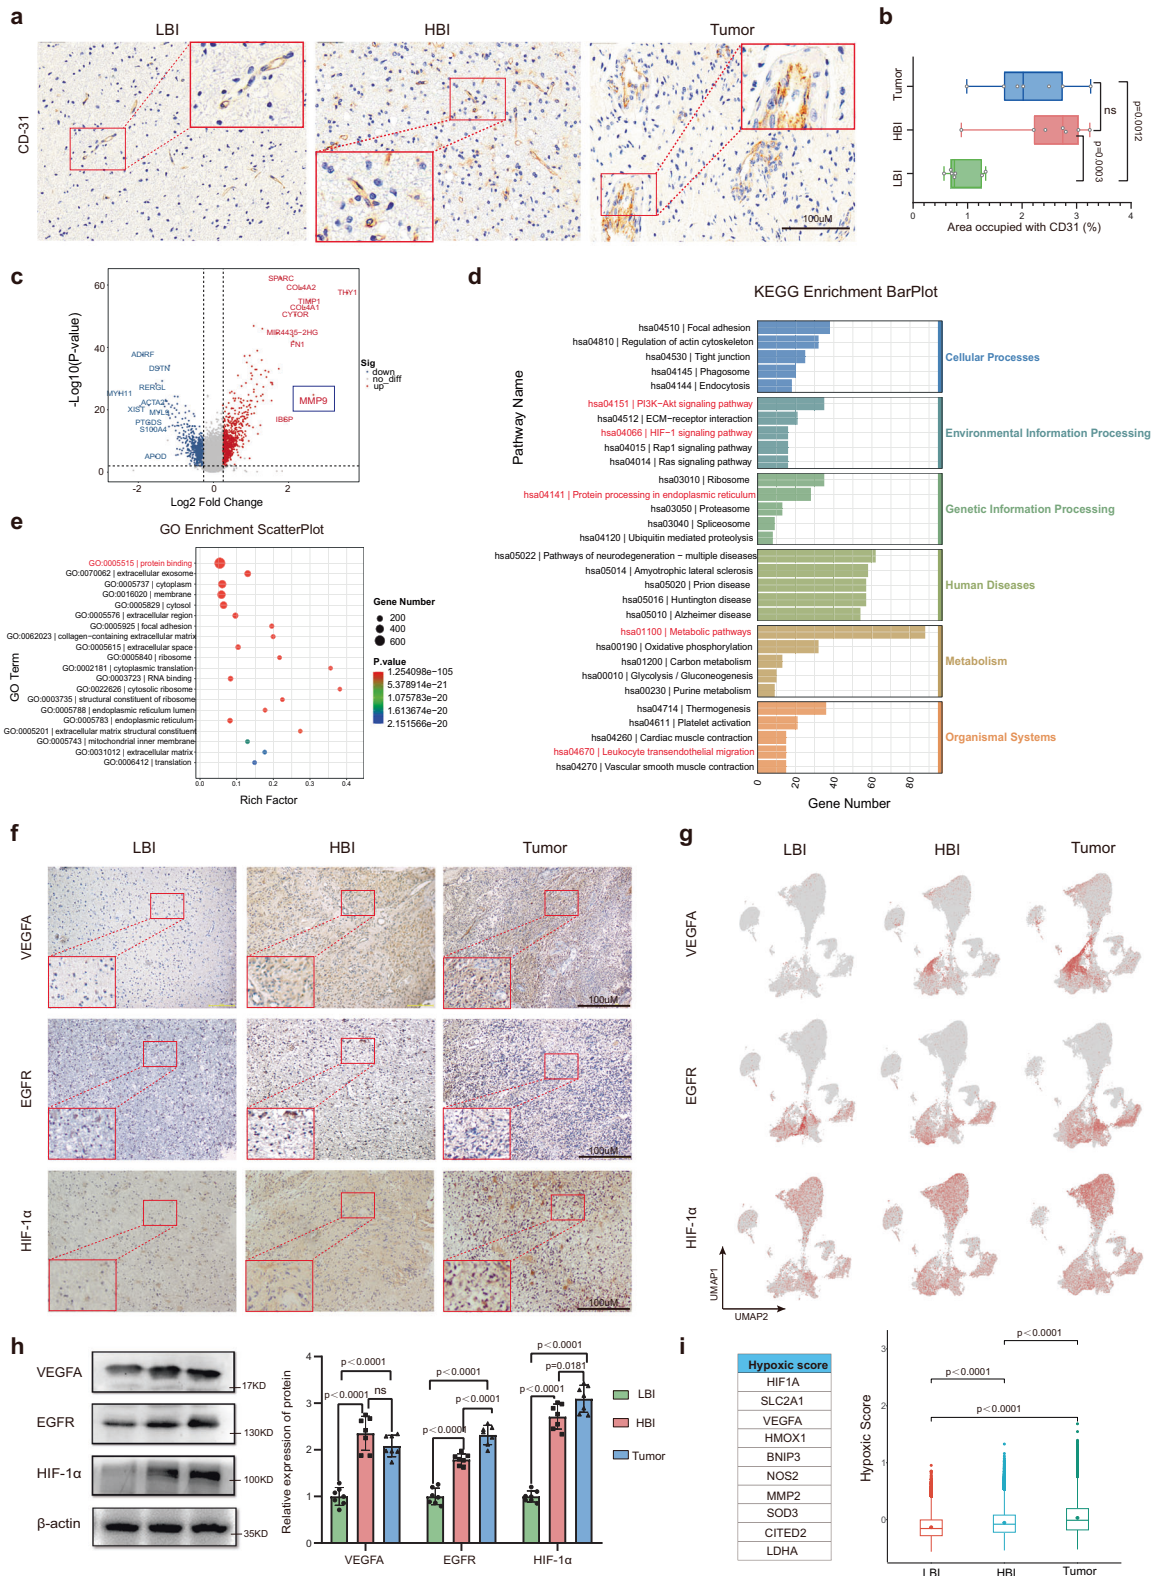 a
LBI
HBI
Tumor
CD-31
100uM
b
Tumor
HBI
LBI
ns
p=0.0012
p=0.0003
0 1 2 3 4
Area occupied with CD31 (%)
c
-Log10(P-value)
60
40
20
0
SPARC
COL4A2
THY1
TIMP1
COL4A1
CYTOR
MIR4435-2HG
FN1
ADIRF
DSTN
RERGL
MYH11
ACTA2
XIST
MYL9
PTGDS
S100A4
APOD
MMP9
IBSP
Sig
down
no_diff
up
-2 0 2
Log2 Fold Change
d
KEGG Enrichment BarPlot
Pathway Name
hsa04510 | Focal adhesion
hsa04810 | Regulation of actin cytoskeleton
hsa04530 | Tight junction
hsa04145 | Phagosome
hsa04144 | Endocytosis
Cellular Processes
hsa04151 | PI3K-Akt signaling pathway
hsa04512 | ECM-receptor interaction
hsa04066 | HIF-1 signaling pathway
hsa04015 | Rap1 signaling pathway
hsa04014 | Ras signaling pathway
Environmental Information Processing
hsa03010 | Ribosome
hsa04141 | Protein processing in endoplasmic reticulum
hsa03050 | Proteasome
hsa03040 | Spliceosome
hsa04120 | Ubiquitin mediated proteolysis
Genetic Information Processing
hsa05022 | Pathways of neurodegeneration - multiple diseases
hsa05014 | Amyotrophic lateral sclerosis
hsa05020 | Prion disease
hsa05016 | Huntington disease
hsa05010 | Alzheimer disease
Human Diseases
hsa01100 | Metabolic pathways
hsa00190 | Oxidative phosphorylation
hsa01200 | Carbon metabolism
hsa00010 | Glycolysis / Gluconeogenesis
hsa00230 | Purine metabolism
Metabolism
hsa04714 | Thermogenesis
hsa04611 | Platelet activation
hsa04260 | Cardiac muscle contraction
hsa04670 | Leukocyte transendothelial migration
hsa04270 | Vascular smooth muscle contraction
Organismal Systems
0 20 40 60 80
Gene Number
e
GO Enrichment ScatterPlot
GO Term
GO:0005515 | protein binding
GO:0070062 | extracellular exosome
GO:0005737 | cytoplasm
GO:0016020 | membrane
GO:0005829 | cytosol
GO:0005576 | extracellular region
GO:0005925 | focal adhesion
GO:0062023 | collagen-containing extracellular matrix
GO:0005615 | extracellular space
GO:0005840 | ribosome
GO:0002181 | cytoplasmic translation
GO:0003723 | RNA binding
GO:0022626 | cytosolic ribosome
GO:0003735 | structural constituent of ribosome
GO:0005788 | endoplasmic reticulum lumen
GO:0005783 | endoplasmic reticulum
GO:0005201 | extracellular matrix structural constituent
GO:0005743 | mitochondrial inner membrane
GO:0031012 | extracellular matrix
GO:0006412 | translation
0.0 0.1 0.2 0.3 0.4
Rich Factor
Gene Number
200
400
600
P.value
1.254098e-105
5.378914e-21
1.075783e-20
1.613674e-20
2.151566e-20
f
LBI
HBI
Tumor
VEGFA
100uM
EGFR
100uM
HIF-1α
100uM
g
LBI
HBI
Tumor
VEGFA
EGFR
HIF-1α
UMAP1
UMAP2
h
VEGFA
17KD
EGFR
130KD
HIF-1α
100KD
β-actin
35KD
Relative expression of protein
4
3
2
1
0
p<0.0001
p<0.0001
ns
p<0.0001
p<0.0001
p<0.0001
p<0.0001
p=0.0181
p<0.0001
VEGFA
EGFR
HIF-1α
LBI
HBI
Tumor
i
Hypoxic score
HIF1A
SLC2A1
VEGFA
HMOX1
BNIP3
NOS2
MMP2
SOD3
CITED2
LDHA
Hypoxic Score
3
2
1
0
p<0.0001
p<0.0001
p<0.0001
LBI
HBI
Tumor